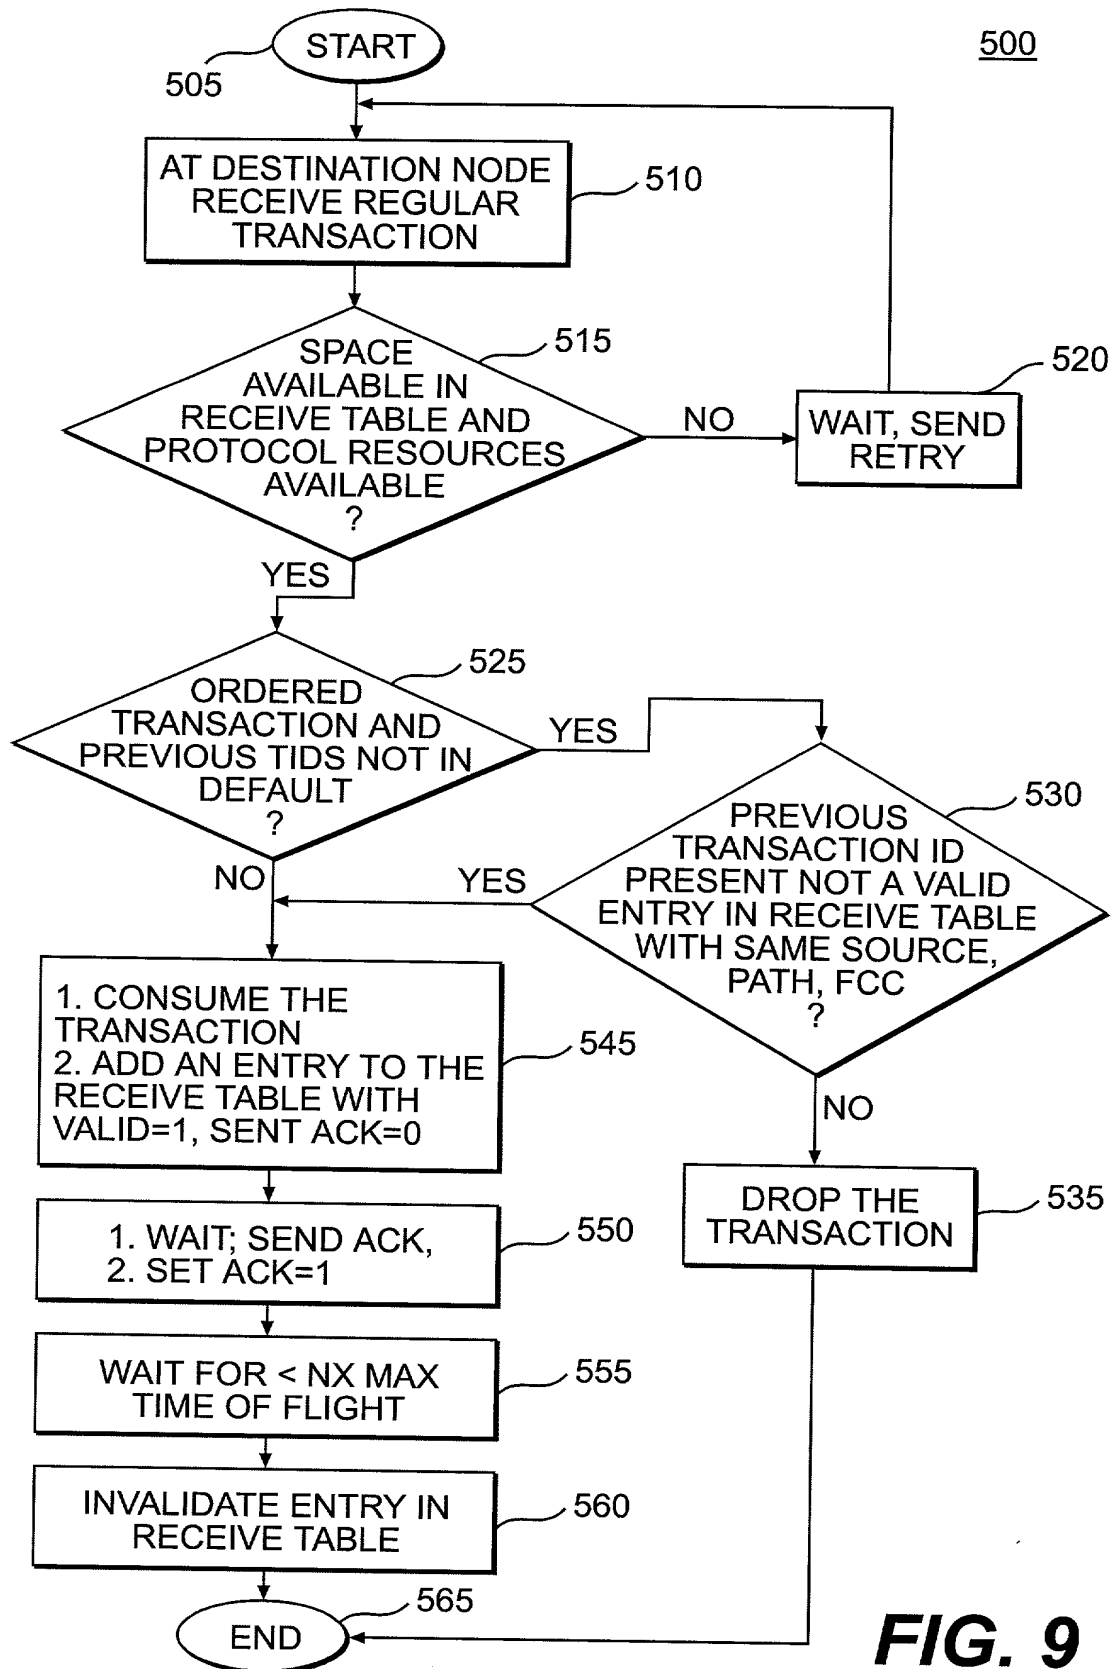 START
500
505
AT DESTINATION NODE
RECEIVE REGULAR
TRANSACTION
510
SPACE
AVAILABLE IN
RECEIVE TABLE AND
PROTOCOL RESOURCES
AVAILABLE
?
515
NO
WAIT, SEND
RETRY
520
YES
ORDERED
TRANSACTION AND
PREVIOUS TIDS NOT IN
DEFAULT
?
525
YES
PREVIOUS
TRANSACTION ID
PRESENT NOT A VALID
ENTRY IN RECEIVE TABLE
WITH SAME SOURCE,
PATH, FCC
?
530
NO
YES
1. CONSUME THE
TRANSACTION
2. ADD AN ENTRY TO THE
RECEIVE TABLE WITH
VALID=1, SENT ACK=0
545
NO
DROP THE
TRANSACTION
535
1. WAIT; SEND ACK,
2. SET ACK=1
550
WAIT FOR < NX MAX
TIME OF FLIGHT
555
INVALIDATE ENTRY IN
RECEIVE TABLE
560
END
565
FIG. 9